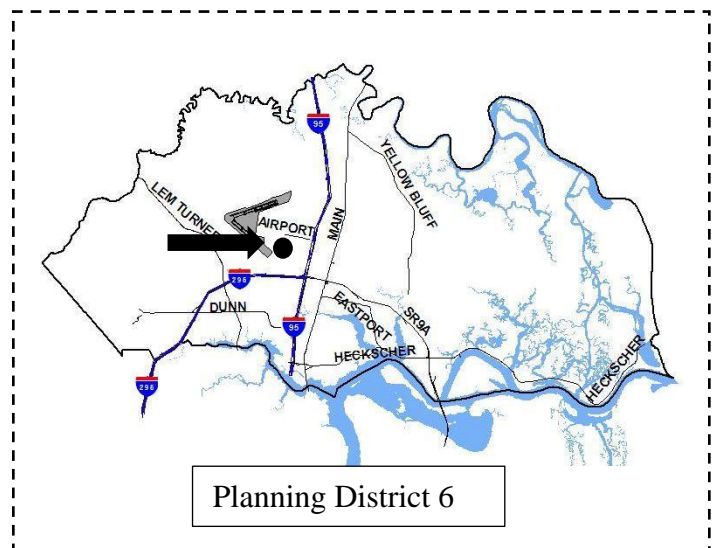 95
YELLOW BLUFF
LEM TURNER
AIRPORT
MAIN
295
DUNN
EASTPORT
SR9A
95
HECKSCHER
HECKSCHER
295
Planning District 6